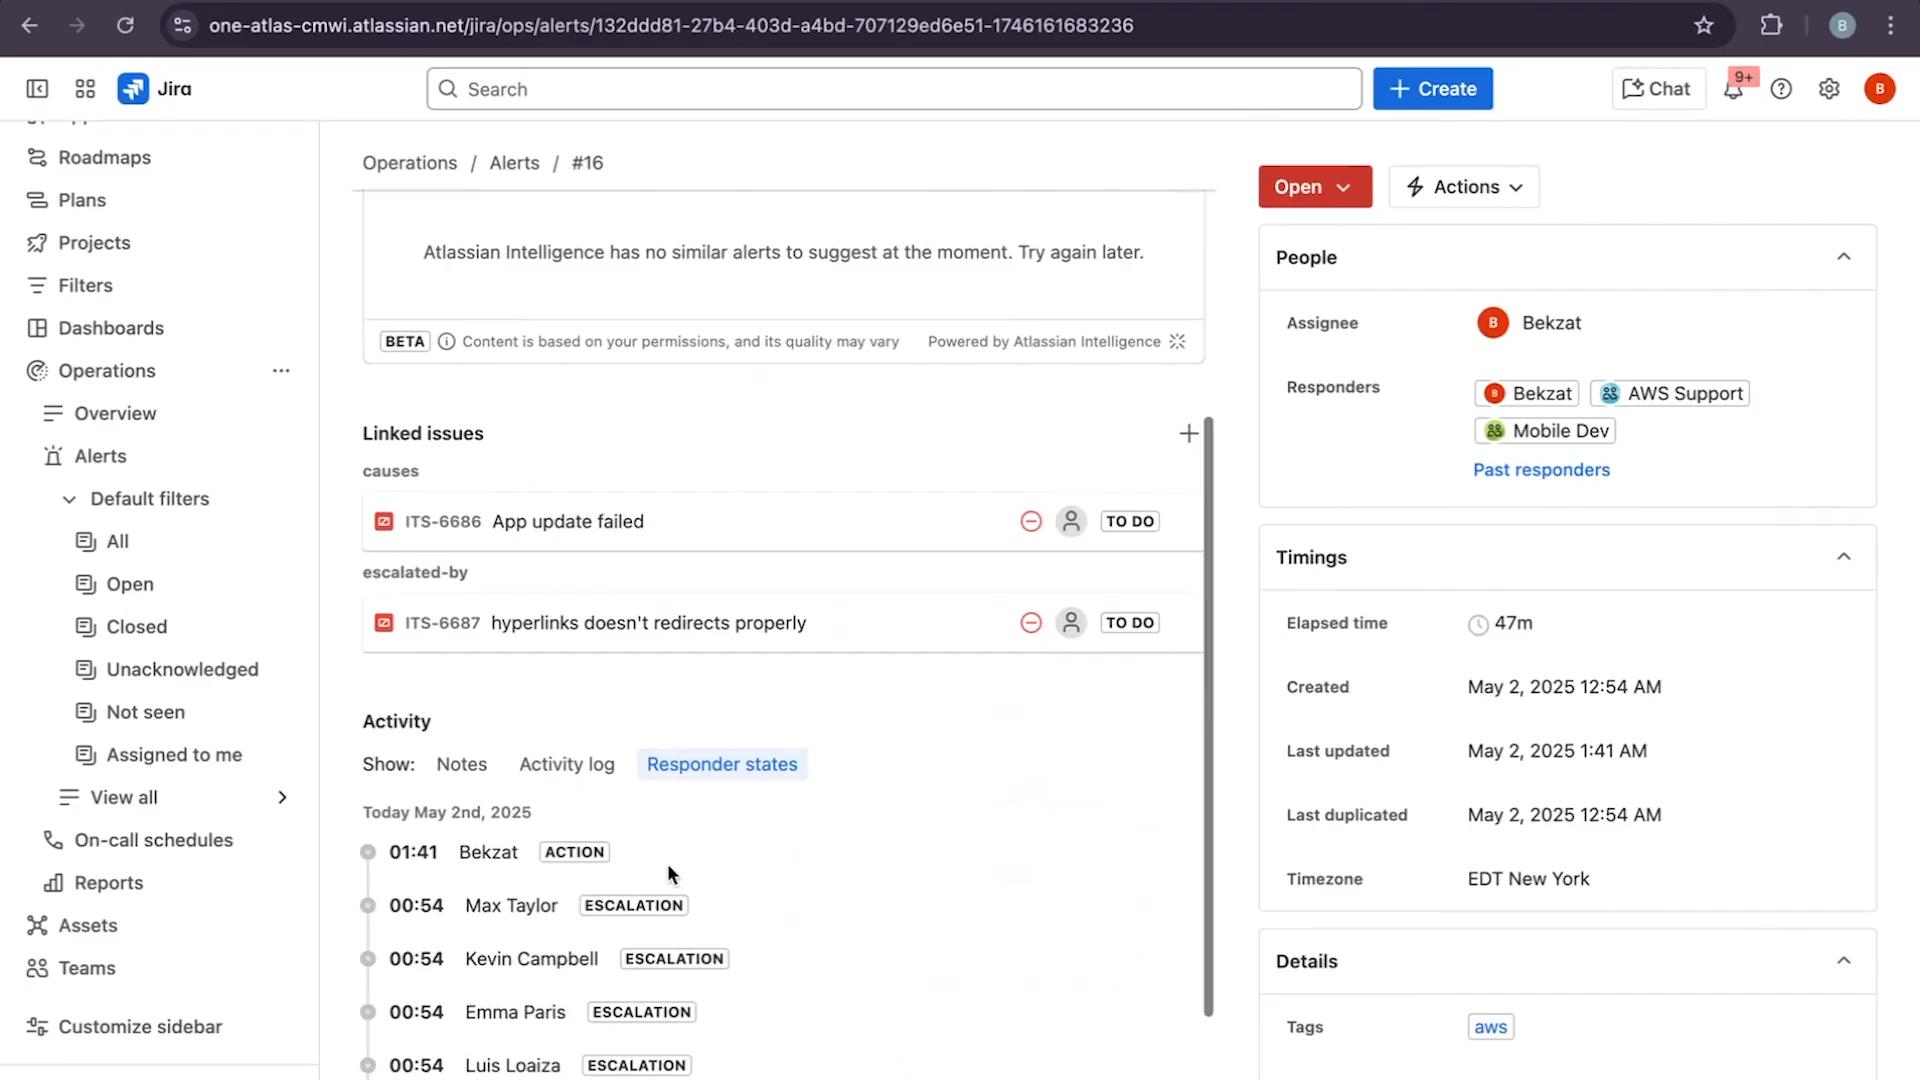 one-atlas-cmwi.atlassian.net/jira/ops/alerts/132ddd81-27b4-403d-a4bd-707129ed6e51-1746161683236
B
Jira
Search
Create
Chat
9+
B
Roadmaps
Plans
Projects
Filters
Dashboards
Operations
Overview
Alerts
Default filters
All
Open
Closed
Unacknowledged
Not seen
Assigned to me
View all
On-call schedules
Reports
Assets
Teams
Customize sidebar
Operations / Alerts / #16
Atlassian Intelligence has no similar alerts to suggest at the moment. Try again later.
BETA Content is based on your permissions, and its quality may vary Powered by Atlassian Intelligence
Linked issues
causes
ITS-6686 App update failed TO DO
escalated-by
ITS-6687 hyperlinks doesn't redirects properly TO DO
Activity
Show: Notes Activity log Responder states
Today May 2nd, 2025
01:41 Bekzat ACTION
00:54 Max Taylor ESCALATION
00:54 Kevin Campbell ESCALATION
00:54 Emma Paris ESCALATION
00:54 Luis Loaiza ESCALATION
Open Actions
People
Assignee B Bekzat
Responders B Bekzat AWS Support
Mobile Dev
Past responders
Timings
Elapsed time 47m
Created May 2, 2025 12:54 AM
Last updated May 2, 2025 1:41 AM
Last duplicated May 2, 2025 12:54 AM
Timezone EDT New York
Details
Tags aws